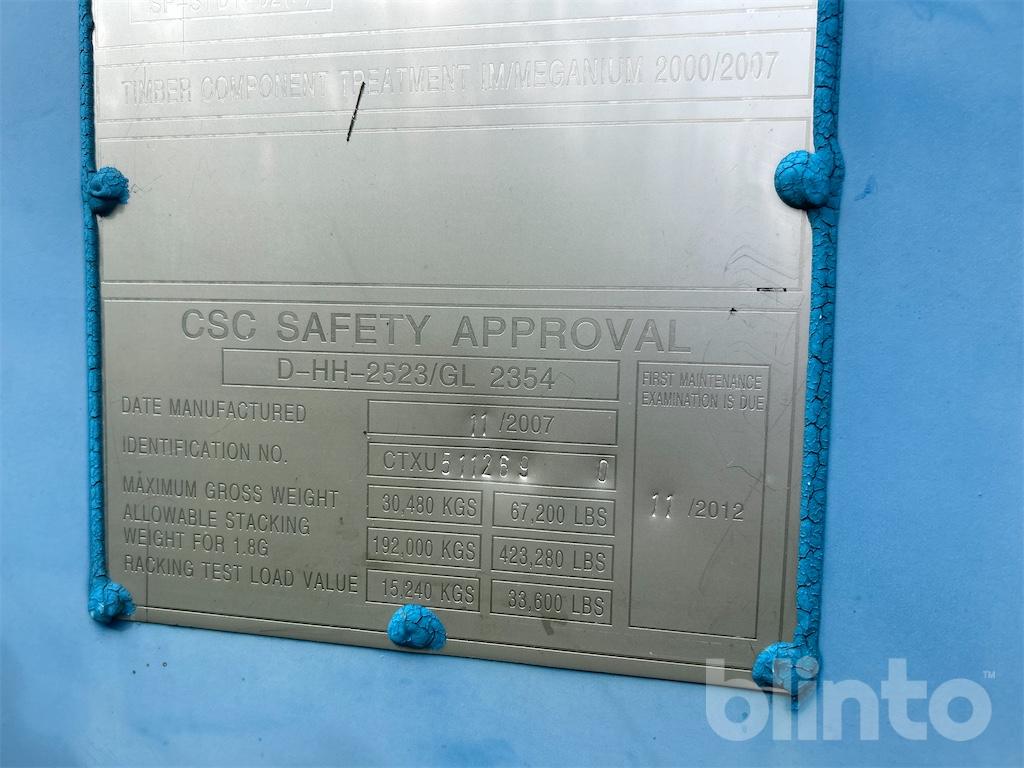 TIMBER COMPONENT TREATMENT IM/MEGANIUM 2000/2007
CSC SAFETY APPROVAL
D-HH-2523/GL 2354
DATE MANUFACTURED 11 /2007
IDENTIFICATION NO. CTXU 511269 0
MAXIMUM GROSS WEIGHT 30,480 KGS 67,200 LBS
ALLOWABLE STACKING
WEIGHT FOR 1.8G 192,000 KGS 423,280 LBS
RACKING TEST LOAD VALUE 15,240 KGS 33,600 LBS
FIRST MAINTENANCE
EXAMINATION IS DUE
11 /2012
blinto™